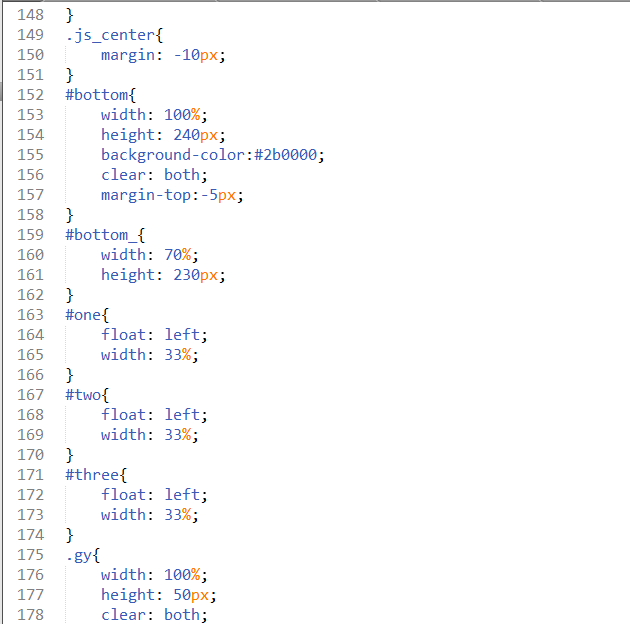 148 }
149 .js_center{
150 margin: -10px;
151 }
152 #bottom{
153 width: 100%;
154 height: 240px;
155 background-color:#2b0000;
156 clear: both;
157 margin-top:-5px;
158 }
159 #bottom_{
160 width: 70%;
161 height: 230px;
162 }
163 #one{
164 float: left;
165 width: 33%;
166 }
167 #two{
168 float: left;
169 width: 33%;
170 }
171 #three{
172 float: left;
173 width: 33%;
174 }
175 .gy{
176 width: 100%;
177 height: 50px;
178 clear: both;